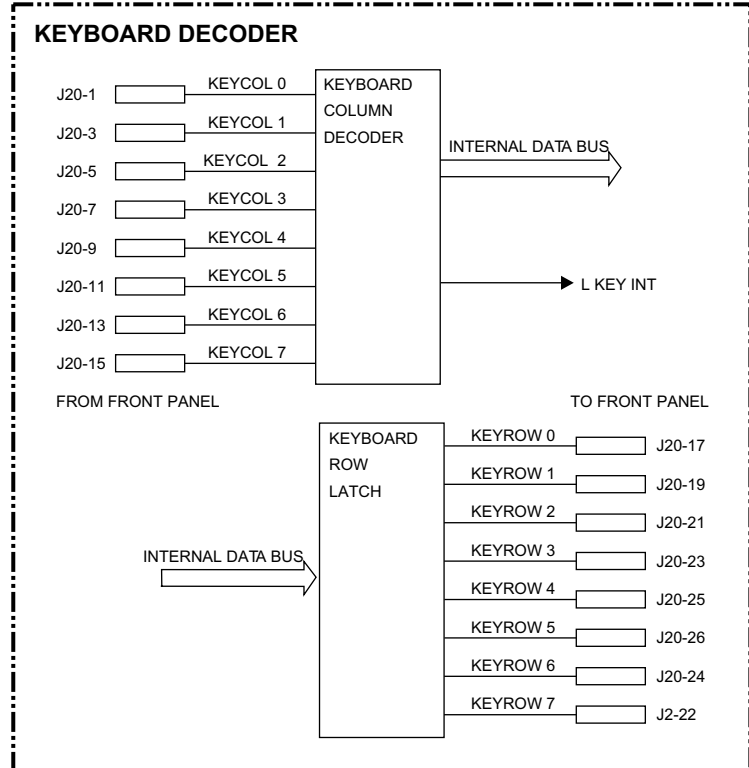 KEYBOARD DECODER
J20-1 KEYCOL 0
J20-3 KEYCOL 1
J20-5 KEYCOL 2
J20-7 KEYCOL 3
J20-9 KEYCOL 4
J20-11 KEYCOL 5
J20-13 KEYCOL 6
J20-15 KEYCOL 7
KEYBOARD
COLUMN
DECODER
INTERNAL DATA BUS
L KEY INT
FROM FRONT PANEL
TO FRONT PANEL
INTERNAL DATA BUS
KEYBOARD
ROW
LATCH
KEYROW 0 J20-17
KEYROW 1 J20-19
KEYROW 2 J20-21
KEYROW 3 J20-23
KEYROW 4 J20-25
KEYROW 5 J20-26
KEYROW 6 J20-24
KEYROW 7 J2-22